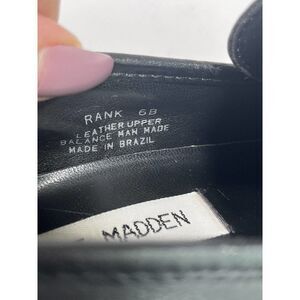 RANK 6B
LEATHER UPPER
BALANCE MAN MADE
MADE IN BRAZIL
MADDEN